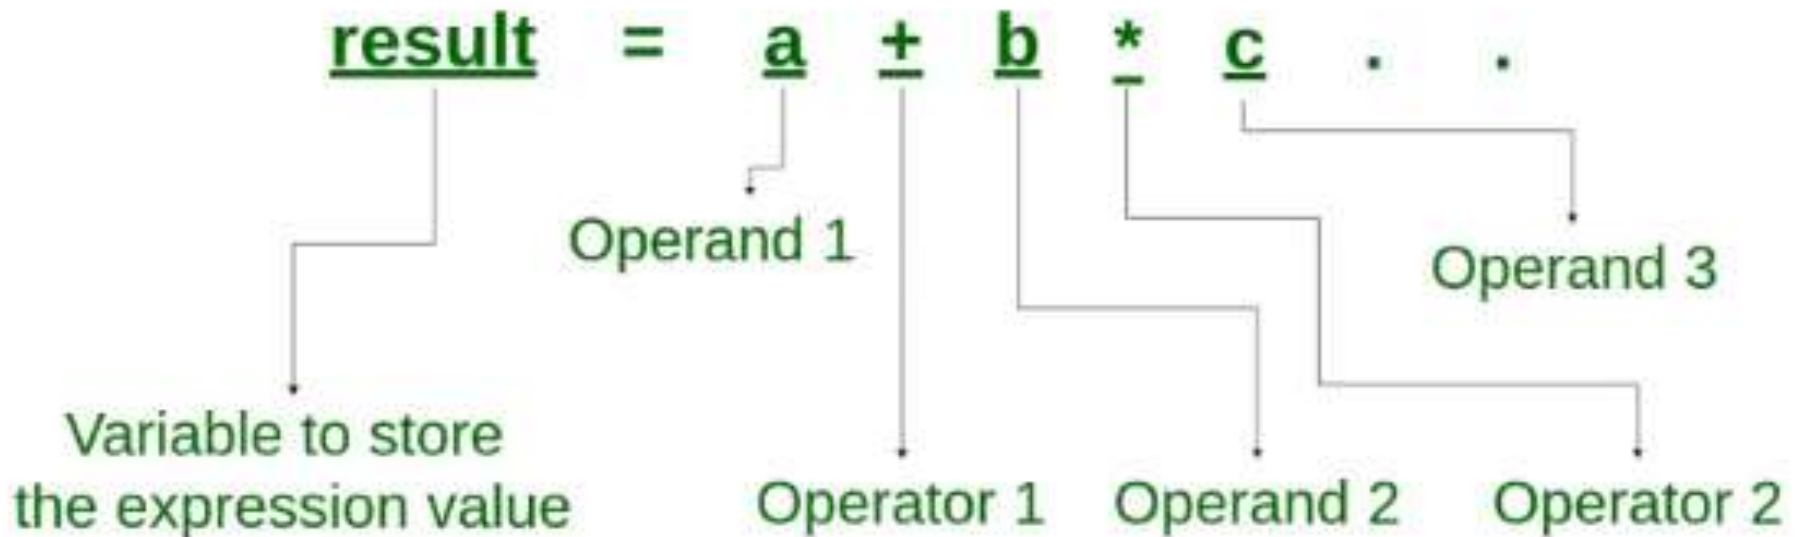 result = a + b * c . .
Operand 1
Operand 3
Variable to store
the expression value
Operator 1
Operand 2
Operator 2